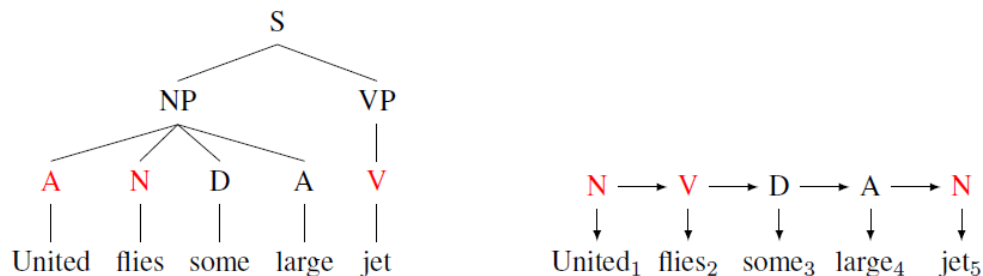 S
NP VP
A N D A V
United flies some large jet
N V D A N
United1 flies2 some3 large4 jet5